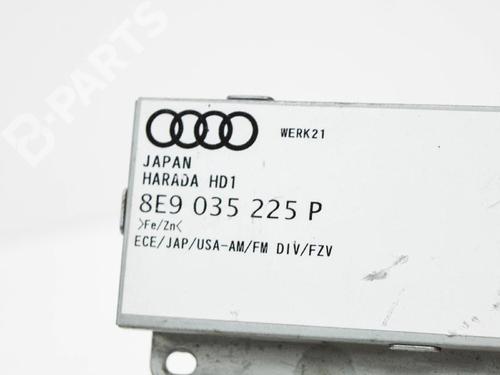 B-PARTS
WERK21
JAPAN
HARADA HD1
8E9 035 225 P
>Fe/Zn<
ECE/JAP/USA-AM/FM DIV/FZV